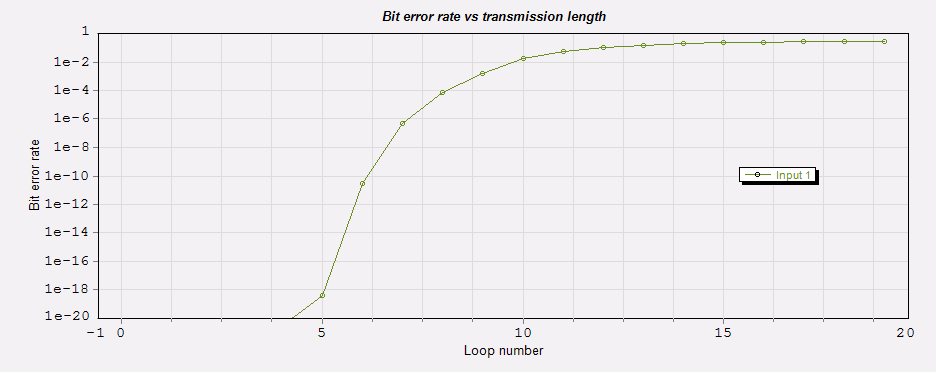 Bit error rate vs transmission length
1
1e-2
1e-4
1e-6
1e-8
1e-10
1e-12
1e-14
1e-16
1e-18
1e-20
Bit error rate
Input 1
-1 0 5 10 15 20
Loop number